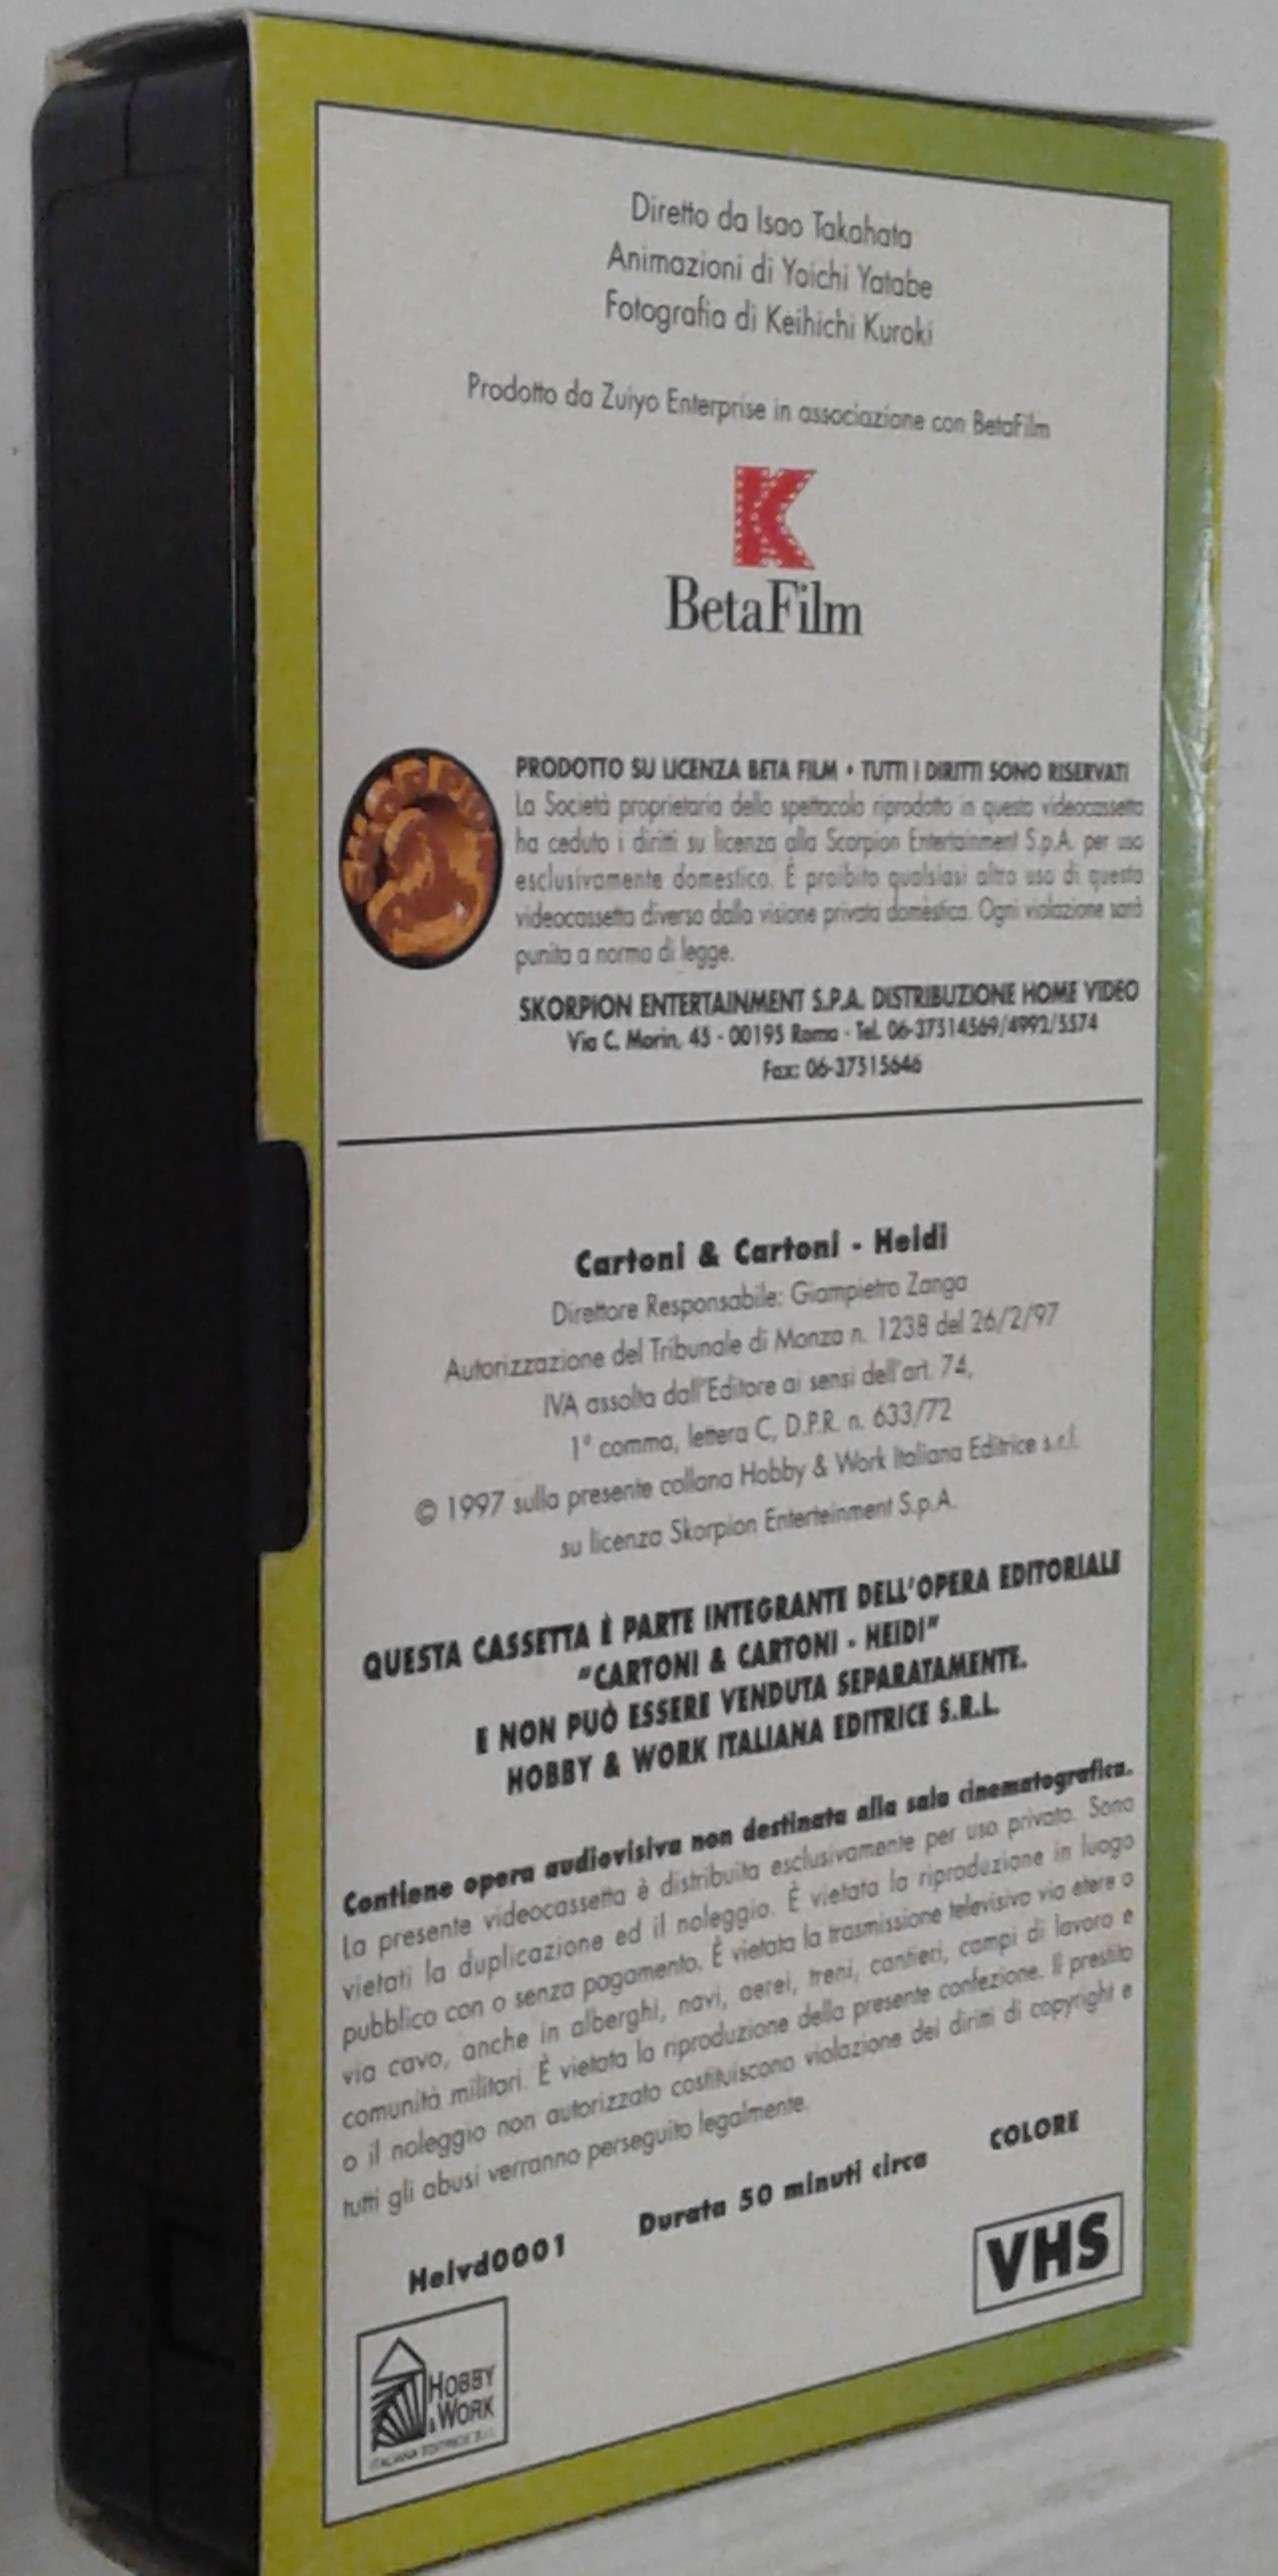 Diretto da Isao Takahata
Animazioni di Yoichi Yatabe
Fotografia di Keihichi Kuroki
Prodotto da Zuiyo Enterprise in associazione con BetaFilm
BetaFilm
PRODOTTO SU LICENZA BETA FILM • TUTTI I DIRITTI SONO RISERVATI
La Società proprietaria dello spettacolo riprodotto in questa videocassetta
ha ceduto i diritti su licenza alla Scorpion Entertainment S.p.A. per uso
esclusivamente domestico. È proibito qualsiasi altro uso di questa
videocassetta diverso dalla visione privata domèstica. Ogni violazione sarà
punita a norma di legge.
SKORPION ENTERTAINMENT S.P.A. DISTRIBUZIONE HOME VIDEO
Via C. Morin, 45 - 00195 Roma - Tel. 06-37514569/4992/5574
Fax: 06-37515646
Cartoni & Cartoni - Heidi
Direttore Responsabile: Giampietro Zanga
Autorizzazione del Tribunale di Monza n. 1238 del 26/2/97
IVA assolta dall'Editore ai sensi dell'art. 74,
1° comma, lettera C, D.P.R. n. 633/72
© 1997 sulla presente collana Hobby & Work Italiana Editrice s.r.l.
su licenza Skorpion Enterteinment S.p.A.
QUESTA CASSETTA È PARTE INTEGRANTE DELL'OPERA EDITORIALE
"CARTONI & CARTONI - HEIDI"
E NON PUÒ ESSERE VENDUTA SEPARATAMENTE.
HOBBY & WORK ITALIANA EDITRICE S.R.L.
Contiene opera audiovisiva non destinata alla sala cinematografica.
La presente videocassetta è distribuita esclusivamente per uso privato. Sono
vietati la duplicazione ed il noleggio. È vietata la riproduzione in luogo
pubblico con o senza pagamento. È vietata la trasmissione televisiva via etere o
via cavo, anche in alberghi, navi, aerei, treni, cantieri, campi di lavoro e
comunità militari. È vietata la riproduzione della presente confezione. Il prestito
o il noleggio non autorizzato costituiscono violazione dei diritti di copyright e
tutti gli abusi verranno perseguito legalmente.
Heivd0001 Durata 50 minuti circa COLORE
VHS
HOBBY
& WORK
ITALIANA EDITRICE S.r.l.